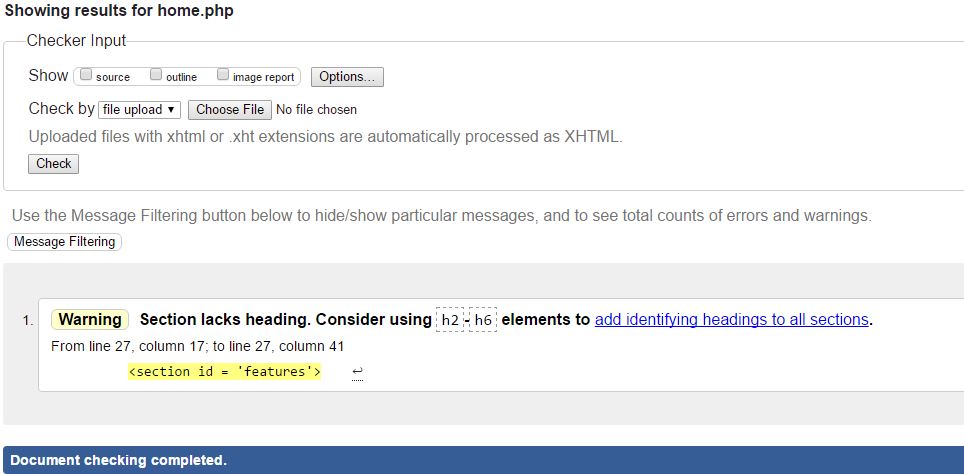 Showing results for home.php
Checker Input
Show source outline image report Options...
Check by file upload ▼ Choose File No file chosen
Uploaded files with xhtml or .xht extensions are automatically processed as XHTML.
Check
Use the Message Filtering button below to hide/show particular messages, and to see total counts of errors and warnings.
Message Filtering
1. Warning Section lacks heading. Consider using h2-h6 elements to add identifying headings to all sections.
From line 27, column 17; to line 27, column 41
<section id = 'features'> ↩
Document checking completed.